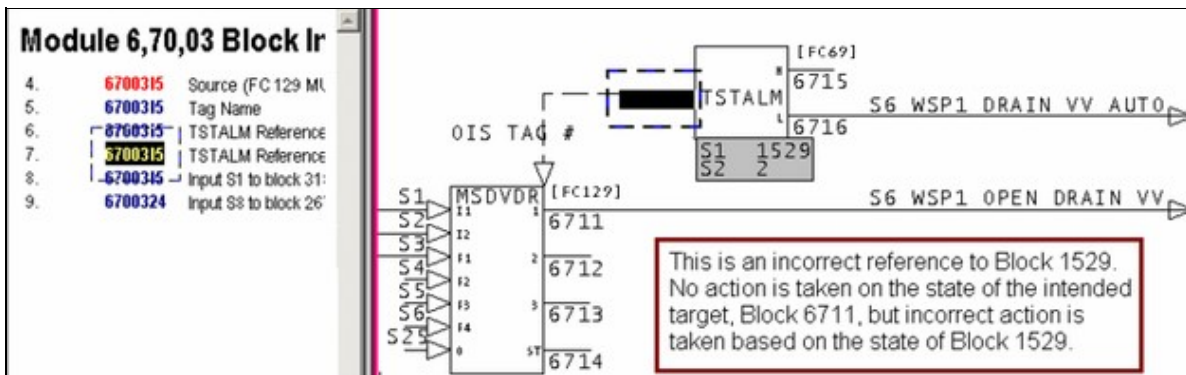 Module 6,70,03 Block In
4. 6700315 Source (FC 129 MU
5. 6700315 Tag Name
6. 6700315 TSTALM Reference
7. 6700315 TSTALM Reference
8. 6700315 Input S1 to block 31
9. 6700324 Input S8 to block 26
[FC69]
H
6715
TSTALM
L
6716
S6 WSP1 DRAIN VV AUTO
OIS TAG #
S1 1529
S2 2
MSDVDR [FC129]
S6 WSP1 OPEN DRAIN VV
S1 I1 1 6711
S2 I2
S3 F1 2 6712
S4 F2
S5 F3 3 6713
S6 F4
S25 O ST 6714
This is an incorrect reference to Block 1529.
No action is taken on the state of the intended
target, Block 6711, but incorrect action is
taken based on the state of Block 1529.